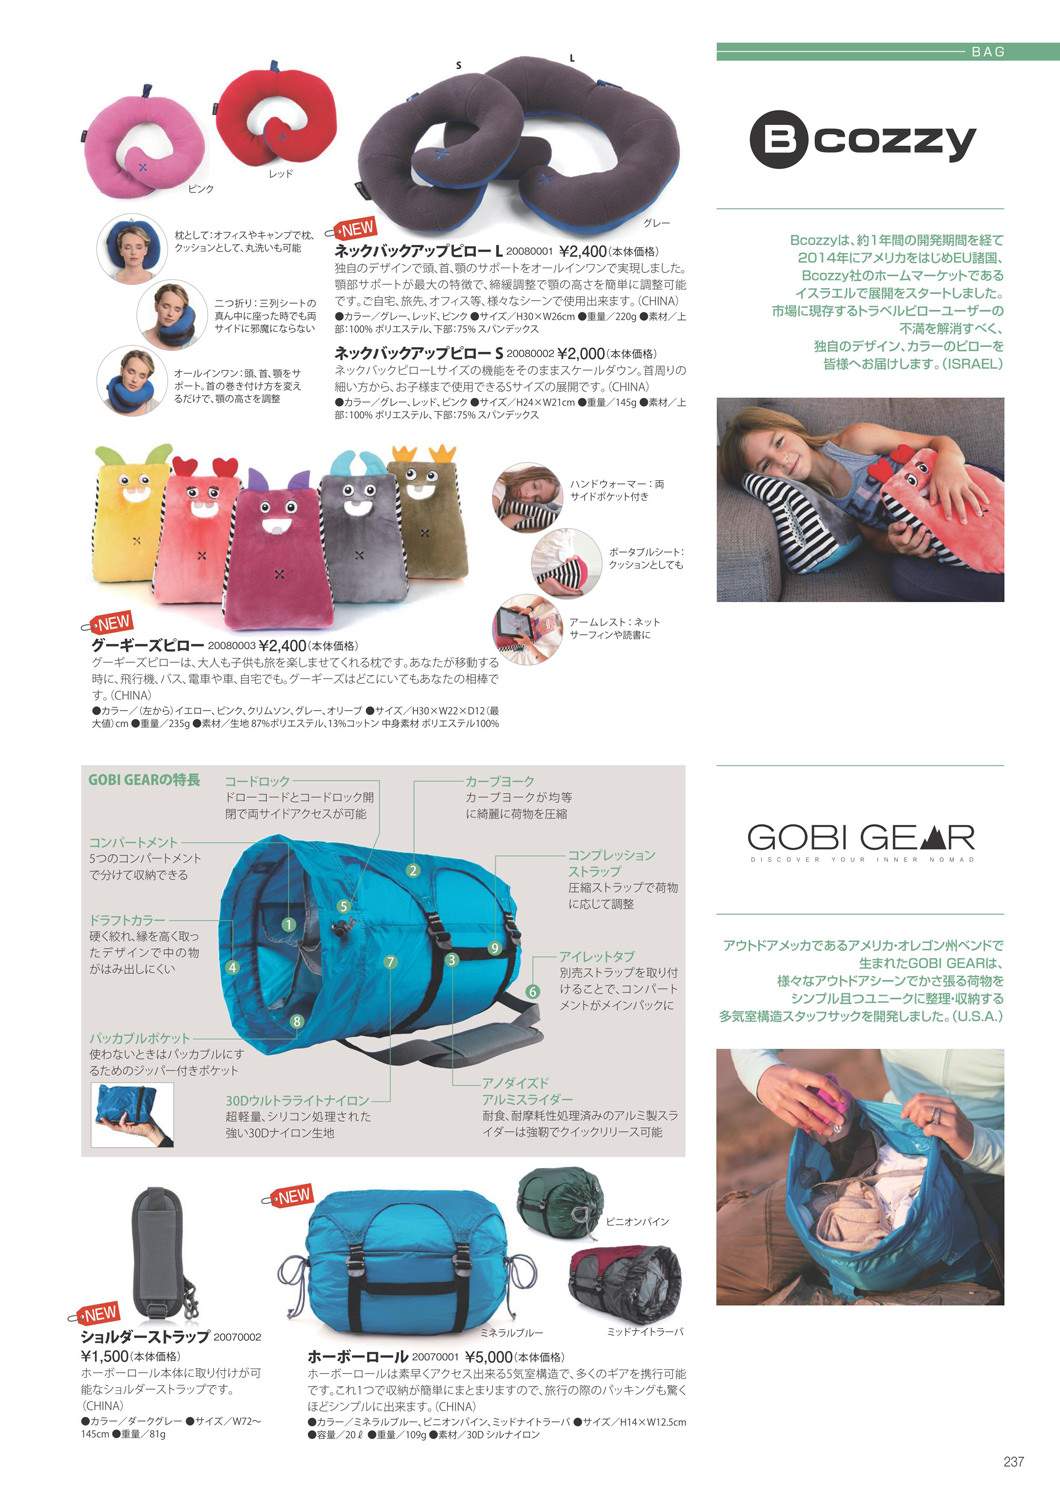 BAG
S
L
ピンク
レッド
グレー
B cozzy
枕として：オフィスやキャンプで枕、
クッションとして、丸洗いも可能
二つ折り：三列シートの
真ん中に座った時でも両
サイドに邪魔にならない
オールインワン：頭、首、顎をサ
ポート。首の巻き付け方を変え
るだけで、顎の高さを調整
NEW
ネックバックアップピロー L 20080001 ¥2,400（本体価格）
独自のデザインで頭、首、顎のサポートをオールインワンで実現しました。
顎部サポートが最大の特徴で、締緩調整で顎の高さを簡単に調整可能
です。ご自宅、旅先、オフィス等、様々なシーンで使用出来ます。（CHINA）
●カラー／グレー、レッド、ピンク ●サイズ／H30×W26cm ●重量／220g ●素材／上
部：100% ポリエステル、下部：75% スパンデックス
ネックバックアップピロー S 20080002 ¥2,000（本体価格）
ネックバックピローLサイズの機能をそのままスケールダウン。首周りの
細い方から、お子様まで使用できるSサイズの展開です。（CHINA）
●カラー／グレー、レッド、ピンク ●サイズ／H24×W21cm ●重量／145g ●素材／上
部：100% ポリエステル、下部：75% スパンデックス
Bcozzyは、約1年間の開発期間を経て
2014年にアメリカをはじめEU諸国、
Bcozzy社のホームマーケットである
イスラエルで展開をスタートしました。
市場に現存するトラベルピローユーザーの
不満を解消すべく、
独自のデザイン、カラーのピローを
皆様へお届けします。（ISRAEL）
ハンドウォーマー：両
サイドポケット付き
ポータブルシート：
クッションとしても
アームレスト：ネット
サーフィンや読書に
NEW
グーギーズピロー 20080003 ¥2,400（本体価格）
グーギーズピローは、大人も子供も旅を楽しませてくれる枕です。あなたが移動する
時に、飛行機、バス、電車や車、自宅でも。グーギーズはどこにいてもあなたの相棒で
す。（CHINA）
●カラー／（左から）イエロー、ピンク、クリムソン、グレー、オリーブ ●サイズ／H30×W22×D12（最
大値）cm ●重量／235g ●素材／生地 87%ポリエステル、13%コットン 中身素材 ポリエステル100%
GOBI GEARの特長
コードロック
ドローコードとコードロック開
閉で両サイドアクセスが可能
カーブヨーク
カーブヨークが均等
に綺麗に荷物を圧縮
コンパートメント
5つのコンパートメント
で分けて収納できる
コンプレッション
ストラップ
圧縮ストラップで荷物
に応じて調整
ドラフトカラー
硬く絞れ、縁を高く取っ
たデザインで中の物
がはみ出しにくい
アイレットタブ
別売ストラップを取り付
けることで、コンパート
メントがメインパックに
パッカブルポケット
使わないときはパッカブルにす
るためのジッパー付きポケット
30Dウルトラライトナイロン
超軽量、シリコン処理された
強い30Dナイロン生地
アノダイズド
アルミスライダー
耐食、耐摩耗性処理済みのアルミ製スラ
イダーは強靭でクイックリリース可能
1
2
3
4
5
6
7
8
9
GOBI GEAR
DISCOVER YOUR INNER NOMAD
アウトドアメッカであるアメリカ・オレゴン州ベンドで
生まれたGOBI GEARは、
様々なアウトドアシーンでかさ張る荷物を
シンプル且つユニークに整理・収納する
多気室構造スタッフサックを開発しました。（U.S.A.）
NEW
ショルダーストラップ 20070002
¥1,500（本体価格）
ホーボーロール本体に取り付けが可
能なショルダーストラップです。
（CHINA）
●カラー／ダークグレー ●サイズ／W72〜
145cm ●重量／81g
NEW
ピニオンパイン
ミネラルブルー
ミッドナイトラーバ
ホーボーロール 20070001 ¥5,000（本体価格）
ホーボーロールは素早くアクセス出来る5気室構造で、多くのギアを携行可能
です。これ1つで収納が簡単にまとまりますので、旅行の際のパッキングも驚く
ほどシンプルに出来ます。（CHINA）
●カラー／ミネラルブルー、ピニオンパイン、ミッドナイトラーバ ●サイズ／H14×W12.5cm
●容量／20ℓ ●重量／109g ●素材／30D シルナイロン
237